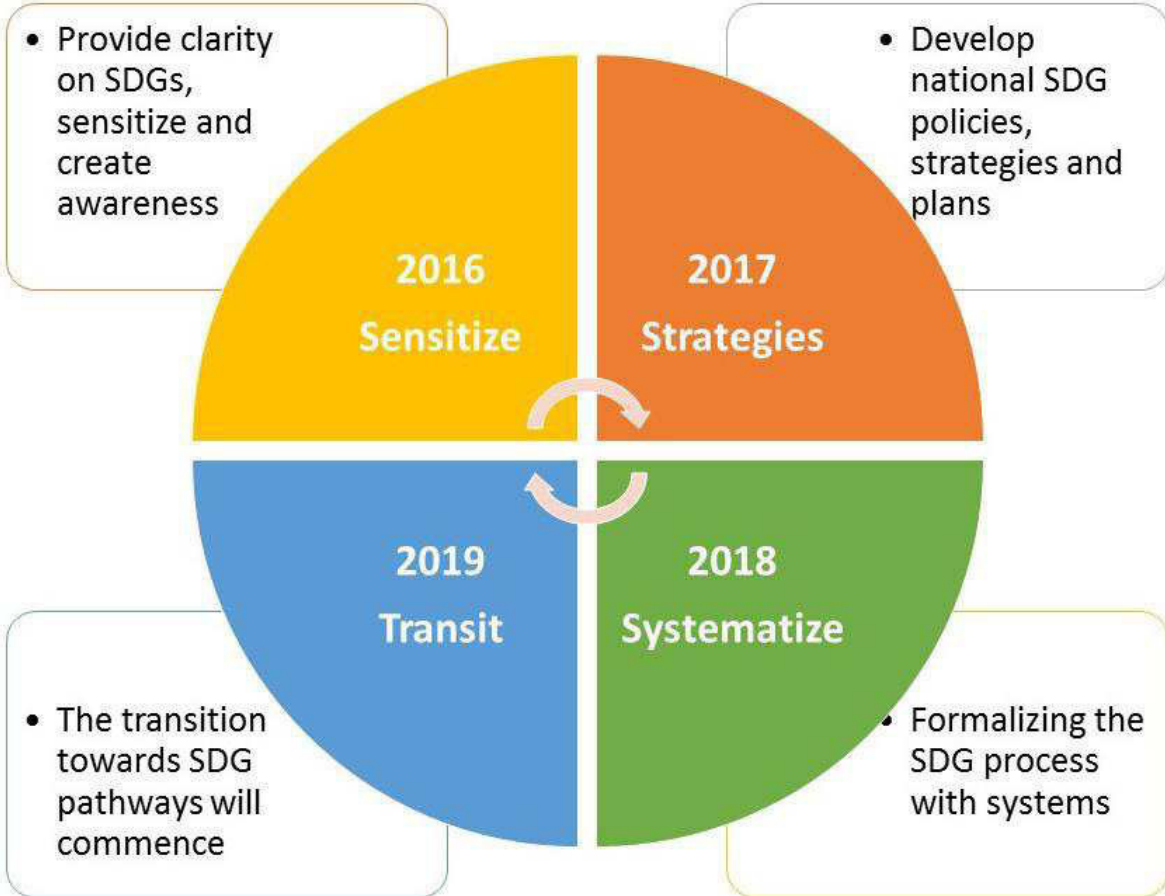 • Provide clarity
on SDGs,
sensitize and
create
awareness
• Develop
national SDG
policies,
strategies and
plans
2016
Sensitize
2017
Strategies
2019
Transit
2018
Systematize
• The transition
towards SDG
pathways will
commence
• Formalizing the
SDG process
with systems